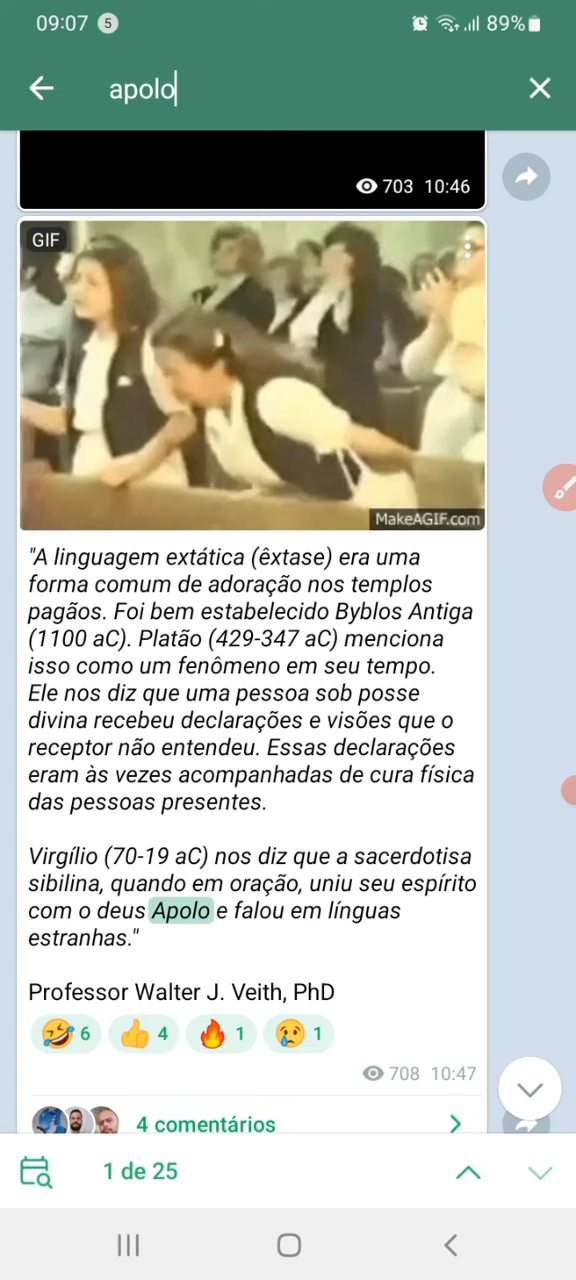 09:07 5 89%
apolo
703 10:46
GIF
MakeAGIF.com
"A linguagem extática (êxtase) era uma
forma comum de adoração nos templos
pagãos. Foi bem estabelecido Byblos Antiga
(1100 aC). Platão (429-347 aC) menciona
isso como um fenômeno em seu tempo.
Ele nos diz que uma pessoa sob posse
divina recebeu declarações e visões que o
receptor não entendeu. Essas declarações
eram às vezes acompanhadas de cura física
das pessoas presentes.
Virgílio (70-19 aC) nos diz que a sacerdotisa
sibilina, quando em oração, uniu seu espírito
com o deus Apolo e falou em línguas
estranhas."
Professor Walter J. Veith, PhD
🤣 6 👍 4 🔥 1 😢 1
708 10:47
4 comentários
1 de 25